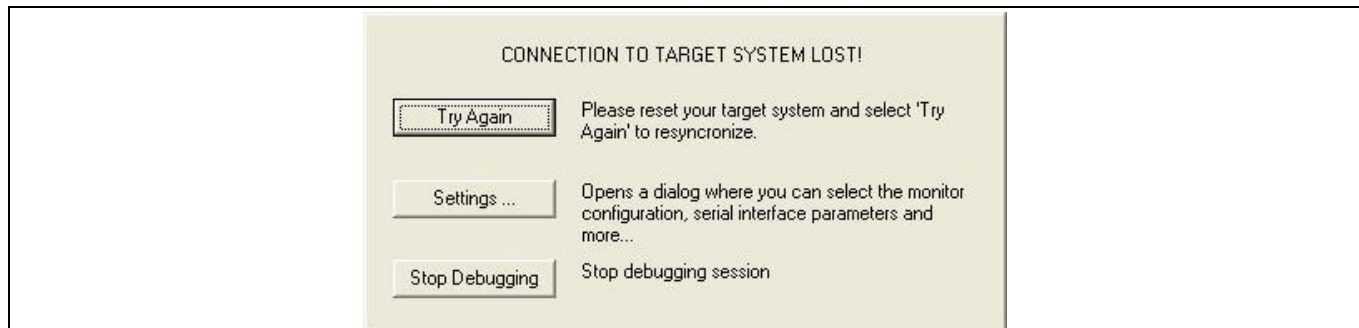 CONNECTION TO TARGET SYSTEM LOST!
Try Again
Please reset your target system and select 'Try
Again' to resyncronize.
Settings ...
Opens a dialog where you can select the monitor
configuration, serial interface parameters and
more...
Stop Debugging
Stop debugging session